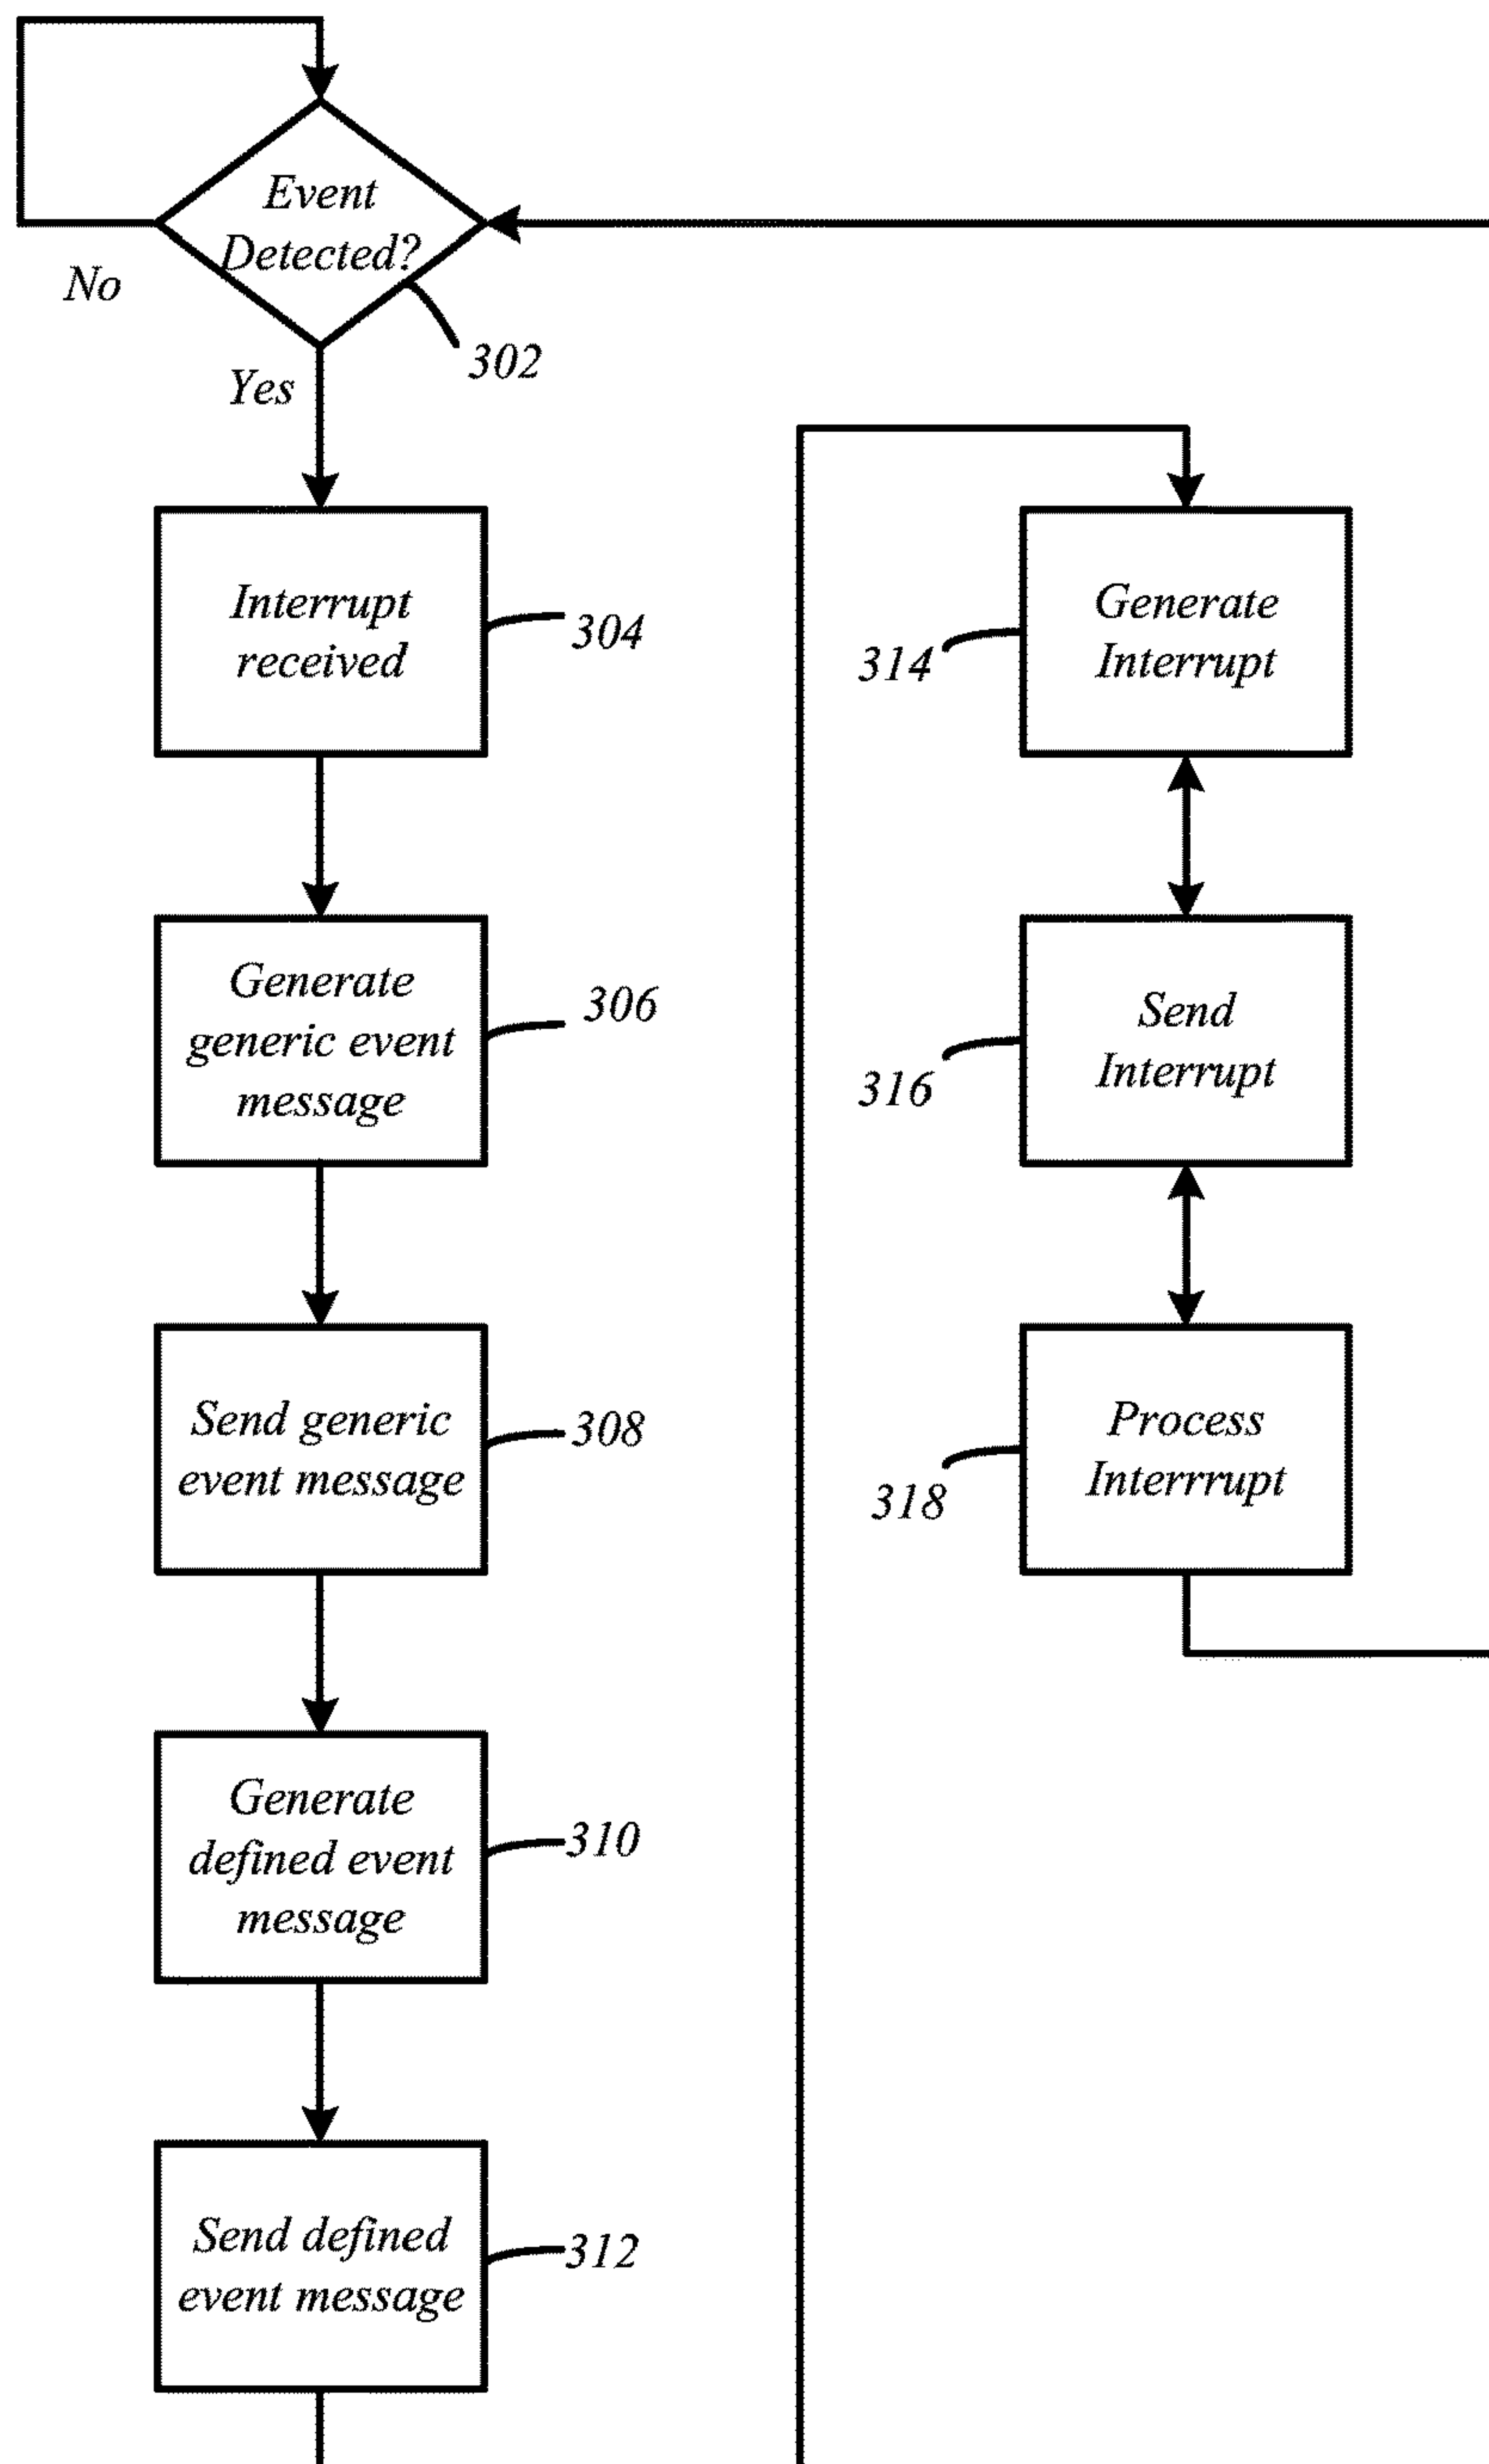 Event
Detected?
No
302
Yes
Interrupt
received
304
Generate
generic event
message
306
Send generic
event message
308
Generate
defined event
message
310
Send defined
event message
312
Generate
Interrupt
314
Send
Interrupt
316
Process
Interrrupt
318